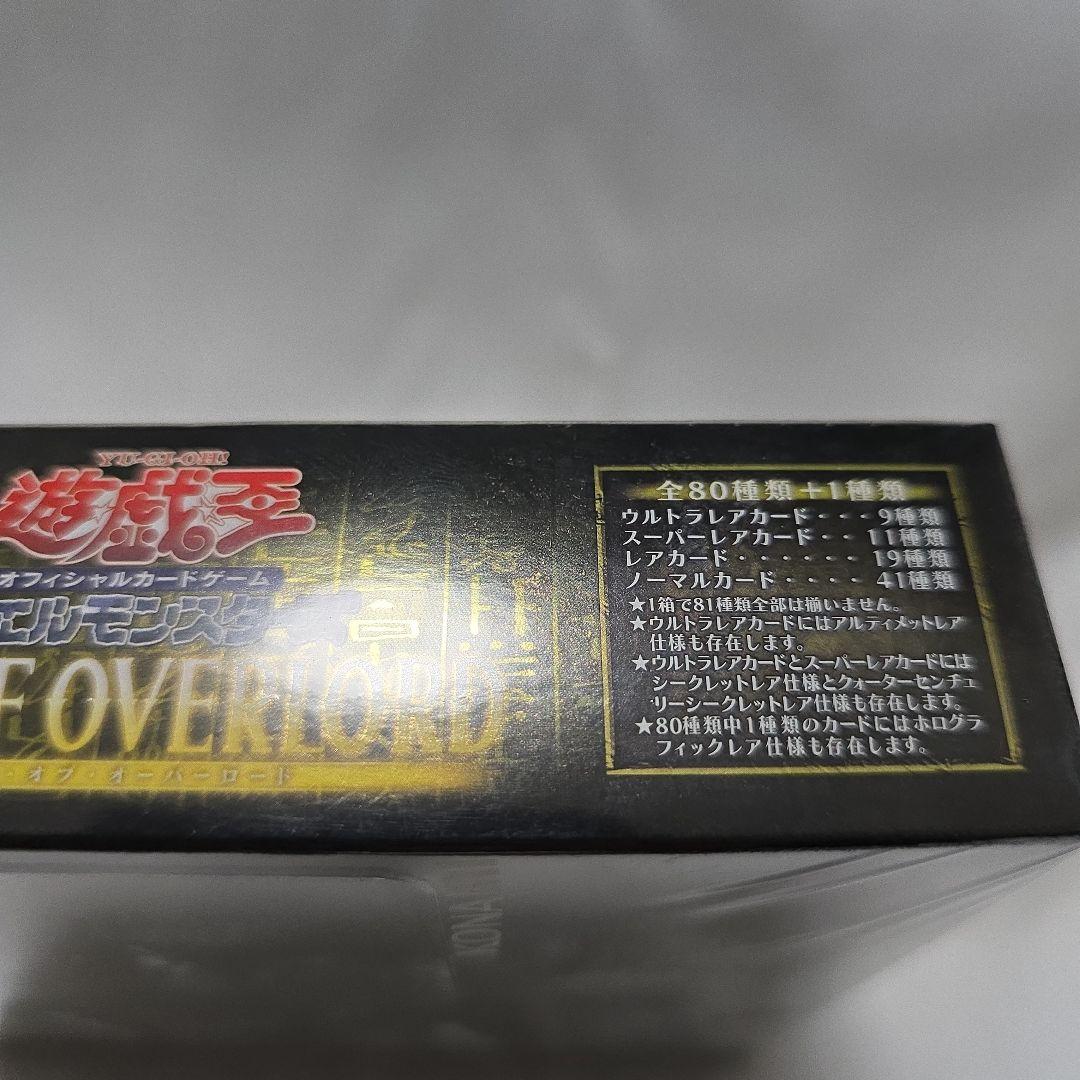 YU-GI-OH!
遊戯王
オフィシャルカードゲーム
エルモンスターズ
F OVERLORD
・オブ・オーバーロード
全80種類+1種類
ウルトラレアカード・・・9種類
スーパーレアカード・・11種類
レアカード・・・・・・19種類
ノーマルカード・・・・41種類
★1箱で81種類全部は揃いません。
★ウルトラレアカードにはアルティメットレア
仕様も存在します。
★ウルトラレアカードとスーパーレアカードには
シークレットレア仕様とクォーターセンチュ
リーシークレットレア仕様も存在します。
★80種類中1種類のカードにはホログラ
フィックレア仕様も存在します。
KONAMI